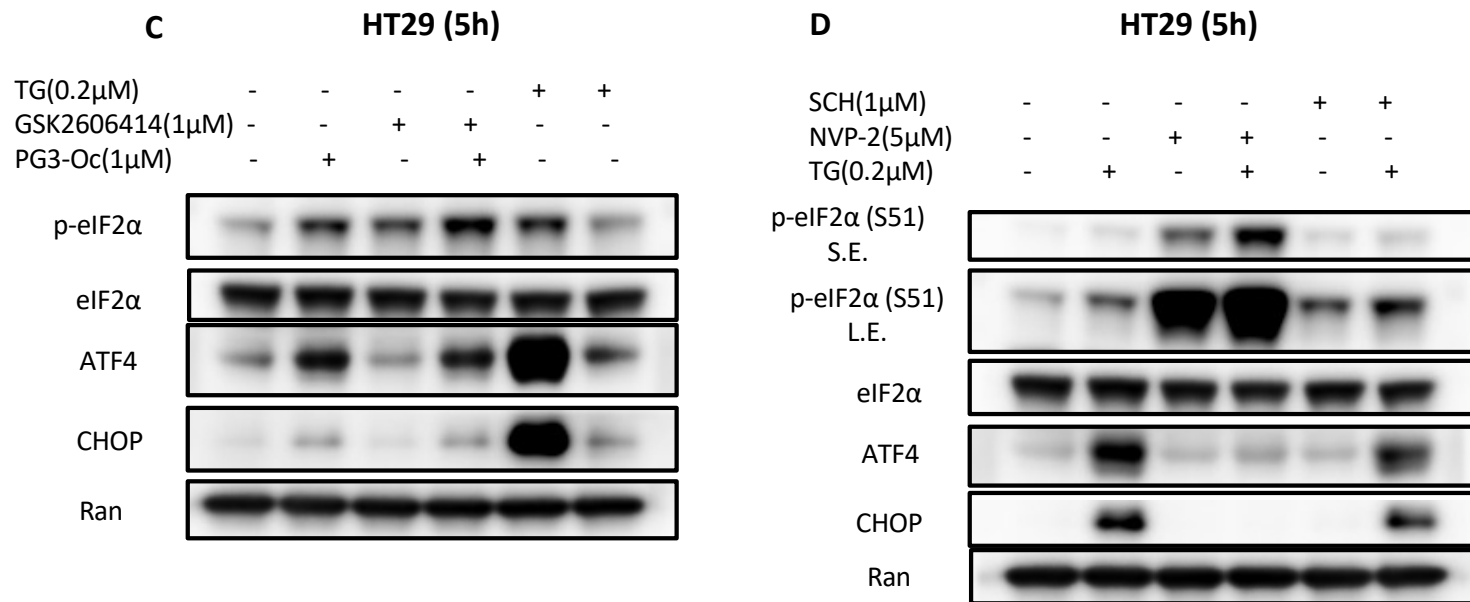 C
HT29 (5h)
TG(0.2µM) - - - - + +
GSK2606414(1µM) - - + + - -
PG3-Oc(1µM) - + - + - +
p-eIF2α
eIF2α
ATF4
CHOP
Ran
D
HT29 (5h)
SCH(1µM) - - - - + +
NVP-2(5µM) - - + + - -
TG(0.2µM) - + - + - +
p-eIF2α (S51)
S.E.
p-eIF2α (S51)
L.E.
eIF2α
ATF4
CHOP
Ran